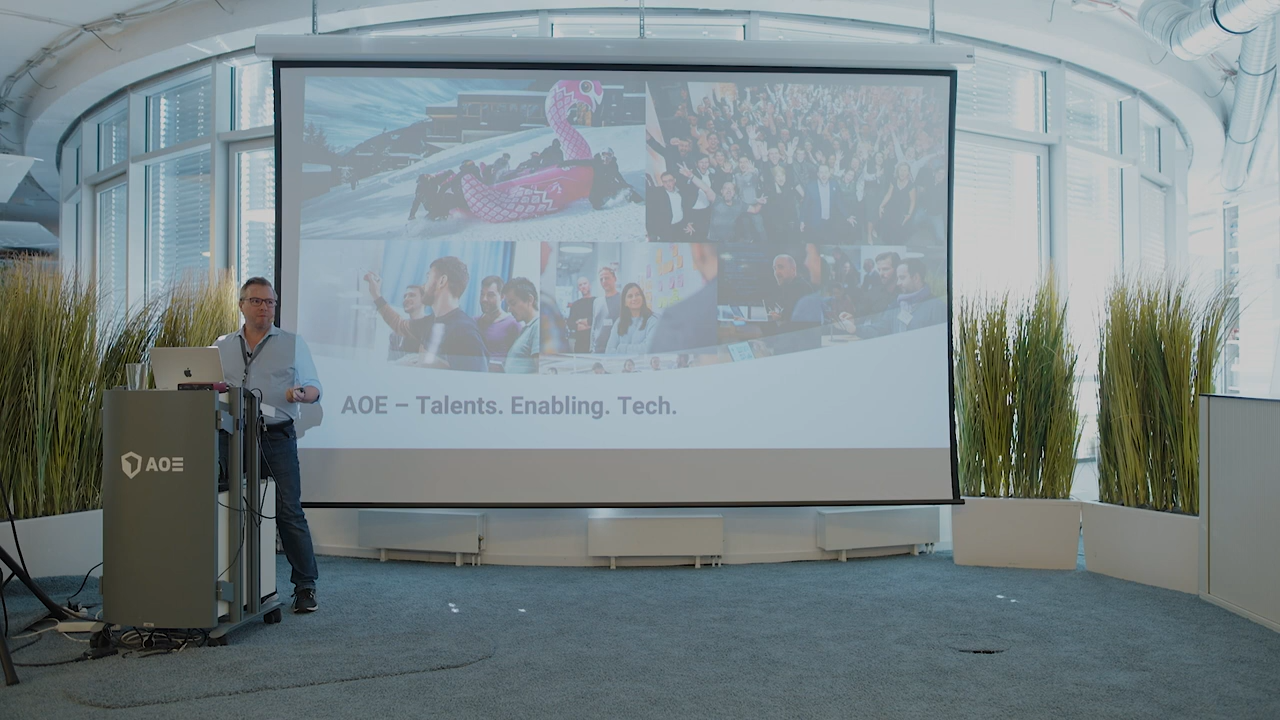 AOE – Talents. Enabling. Tech.
AOE